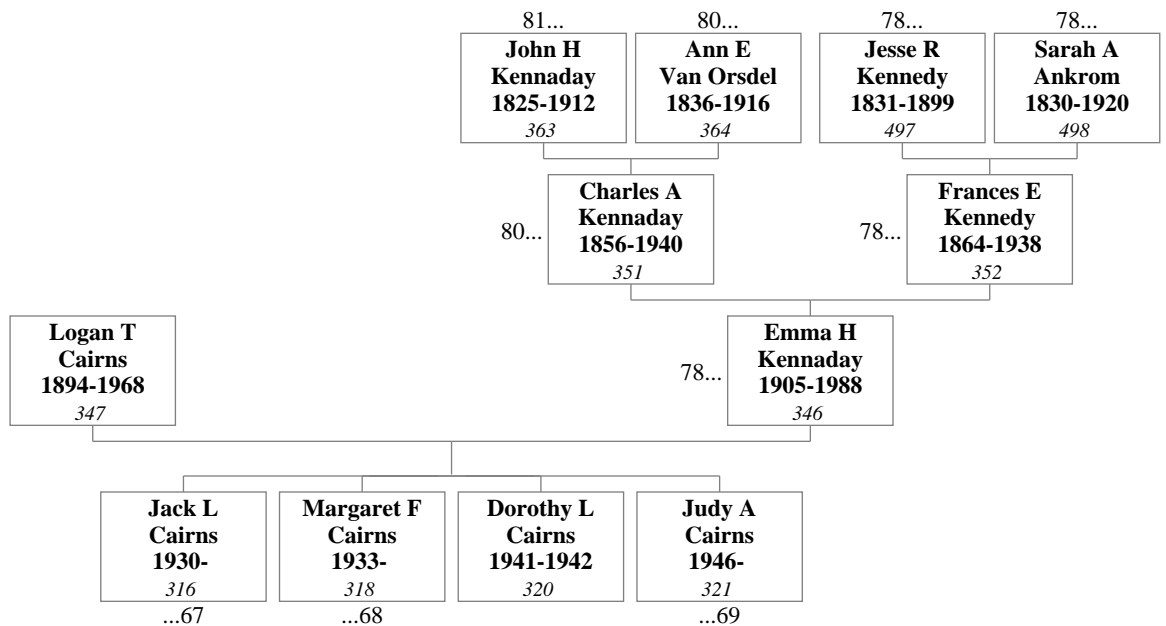 81...
80...
78...
78...
John H
Kennaday
1825-1912
363
Ann E
Van Orsdel
1836-1916
364
Jesse R
Kennedy
1831-1899
497
Sarah A
Ankrom
1830-1920
498
80...
Charles A
Kennaday
1856-1940
351
78...
Frances E
Kennedy
1864-1938
352
Logan T
Cairns
1894-1968
347
78...
Emma H
Kennaday
1905-1988
346
Jack L
Cairns
1930-
316
...67
Margaret F
Cairns
1933-
318
...68
Dorothy L
Cairns
1941-1942
320
Judy A
Cairns
1946-
321
...69